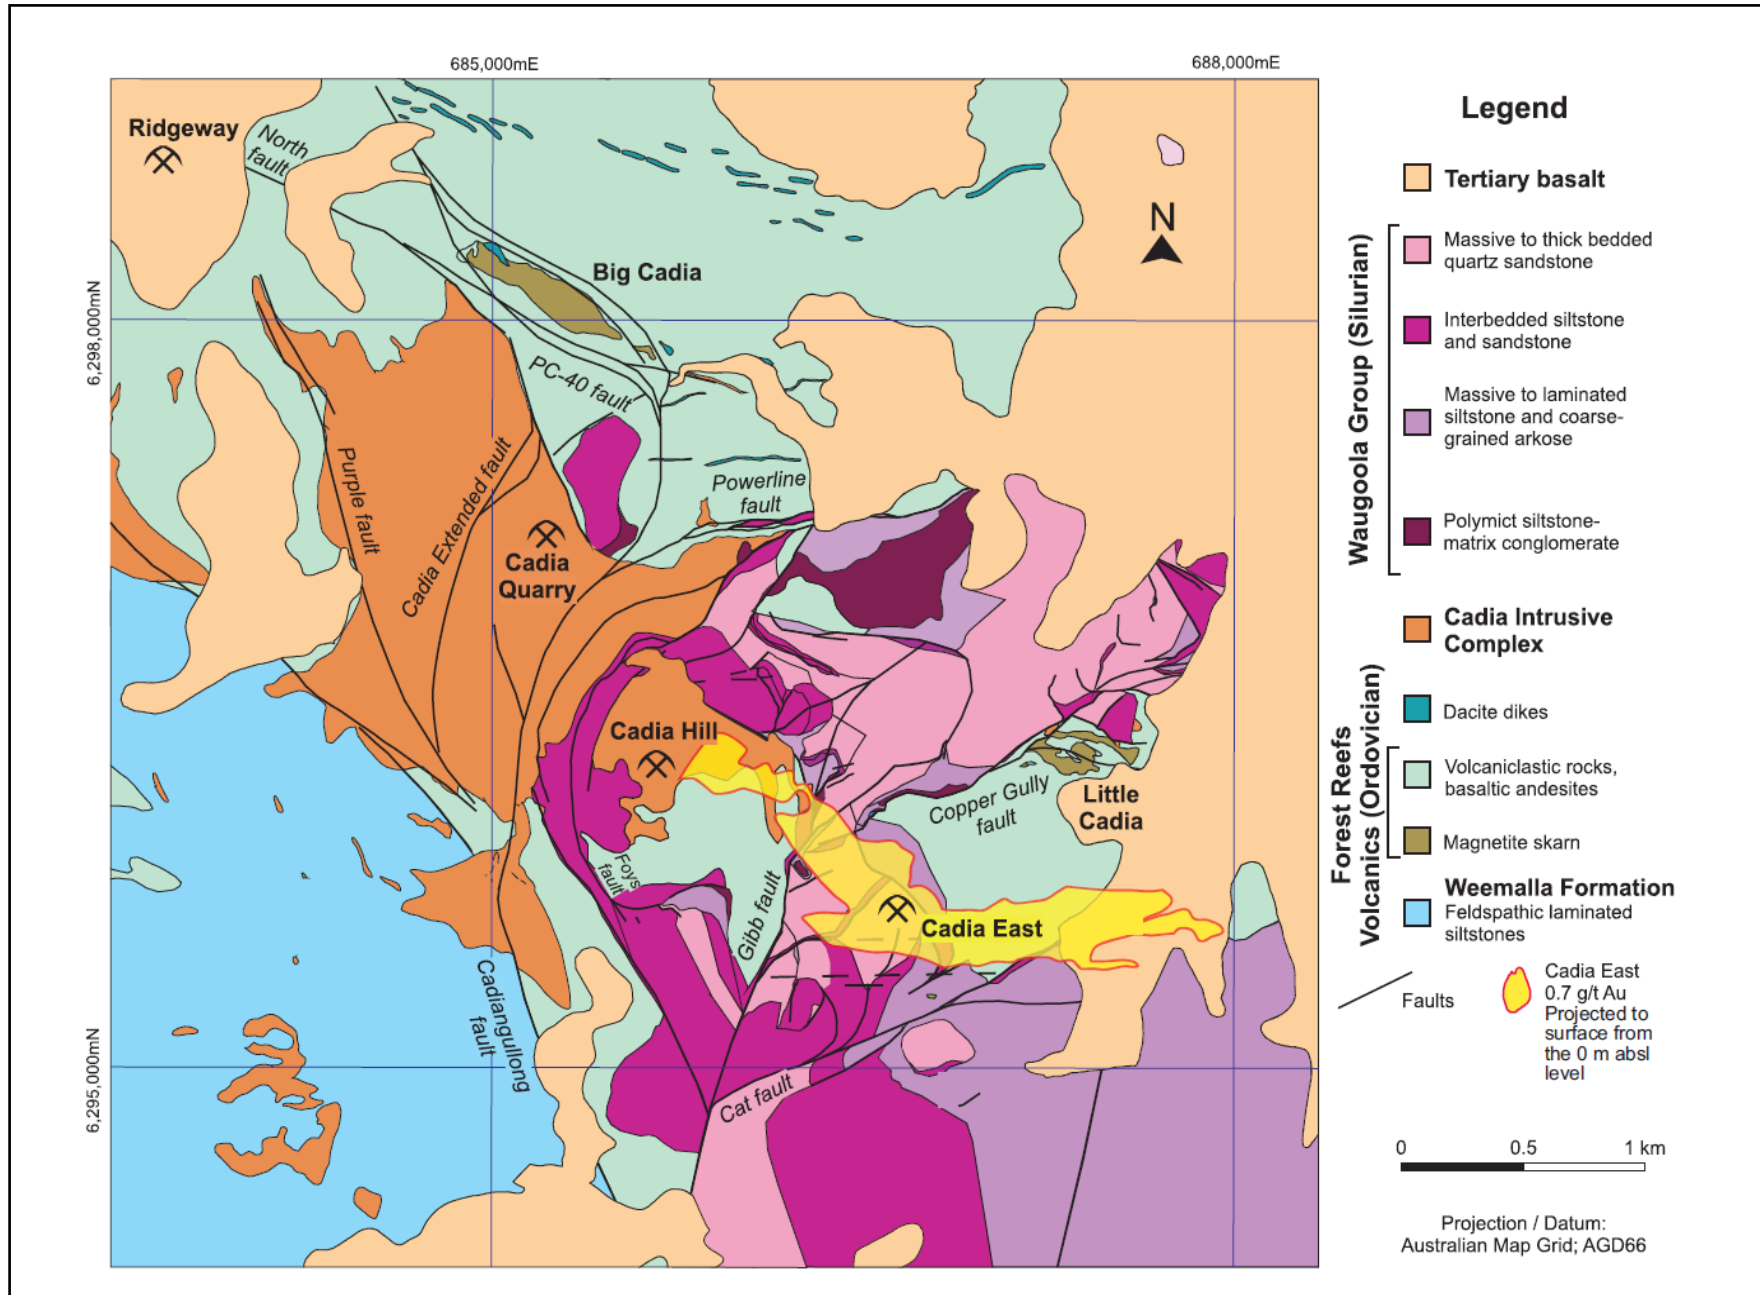 685,000mE
688,000mE
Ridgeway
North
fault
N
Big Cadia
6,298,000mN
PC-40 fault
Purple fault
Cadia Extended fault
Powerline
fault
Cadia
Quarry
Cadia Hill
Copper Gully
fault
Little
Cadia
Foys
fault
Gibb fault
Cadia East
Cadiangullong
fault
6,295,000mN
Cat fault
Legend
Tertiary basalt
Waugoola Group (Silurian)
Massive to thick bedded
quartz sandstone
Interbedded siltstone
and sandstone
Massive to laminated
siltstone and coarse-
grained arkose
Polymict siltstone-
matrix conglomerate
Cadia Intrusive
Complex
Forest Reefs
Volcanics (Ordovician)
Dacite dikes
Volcaniclastic rocks,
basaltic andesites
Magnetite skarn
Weemalla Formation
Feldspathic laminated
siltstones
Faults
Cadia East
0.7 g/t Au
Projected to
surface from
the 0 m absl
level
0 0.5 1 km
Projection / Datum:
Australian Map Grid; AGD66